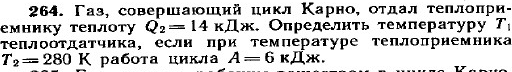 264. Газ, совершающий цикл Карно, отдал теплопри-
емнику теплоту Q₂ = 14 кДж. Определить температуру T₁
теплоотдатчика, если при температуре теплоприемника
T₂=280 К работа цикла A=6 кДж.